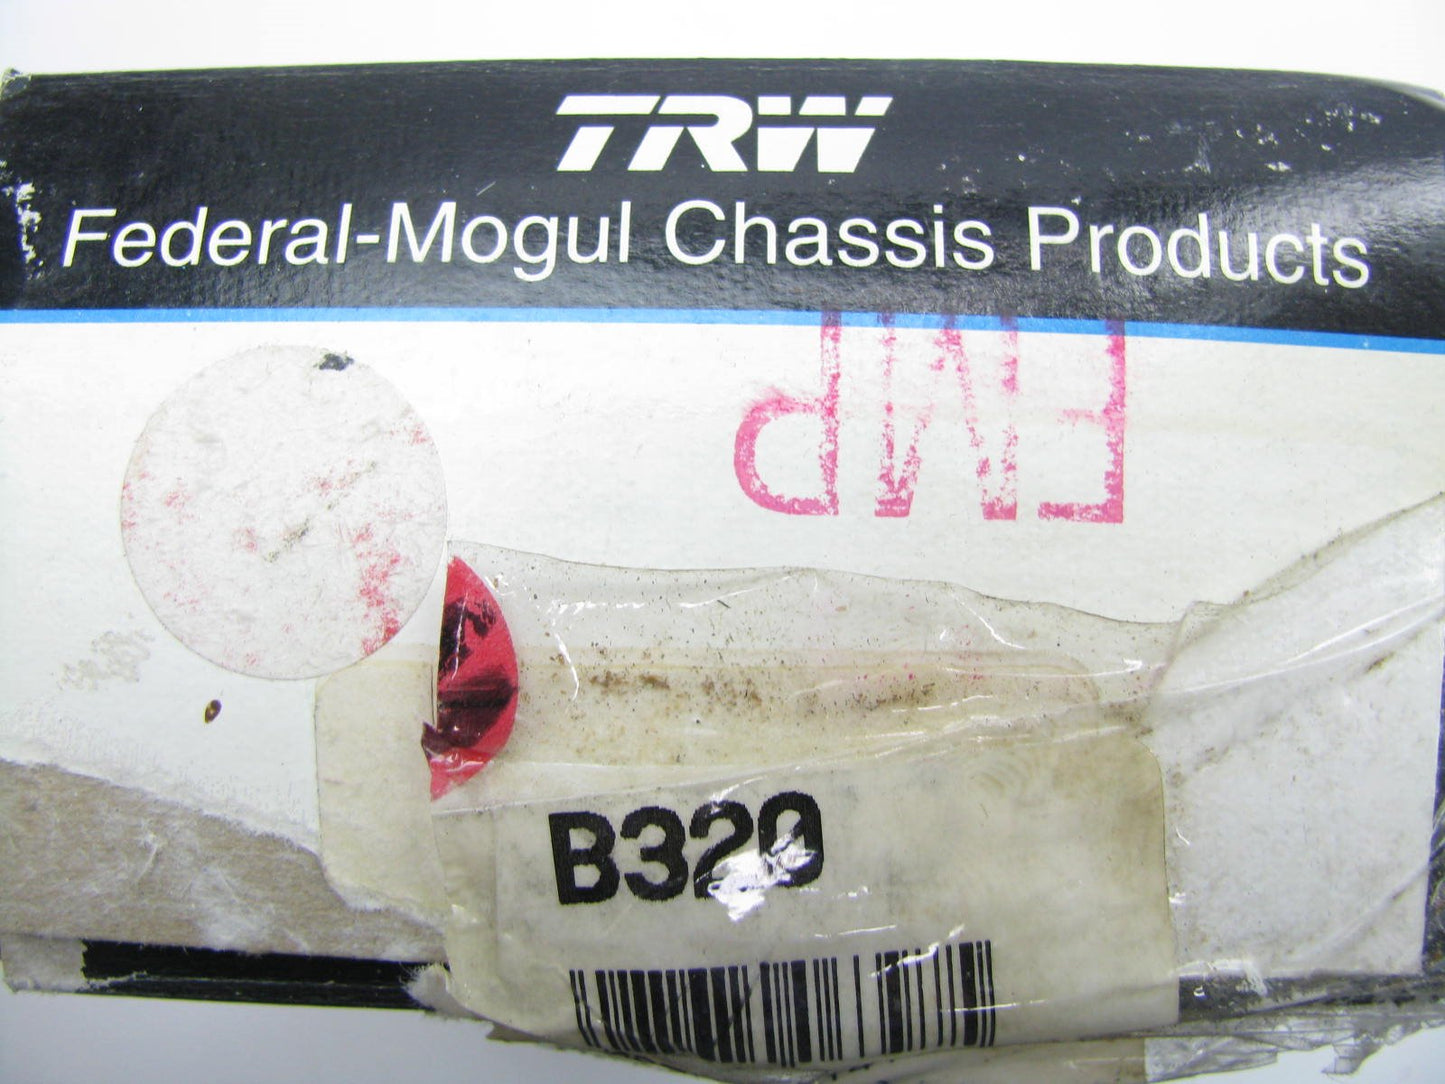 TRW
Federal-Mogul Chassis Products
FMP
B320